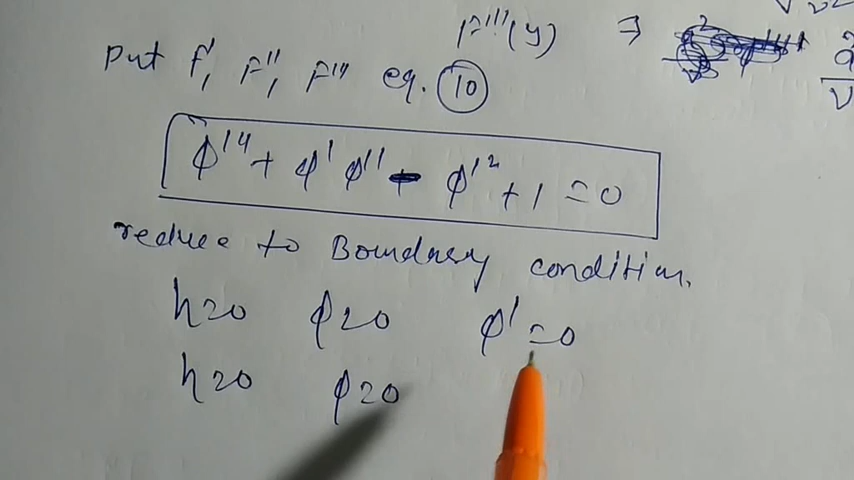 F'''(y) ⇒
Put f', F'', F''' eq. 10
φ''' + φ' φ'' - φ'² + 1 = 0
reduce to Boundary condition.
η=0 φ=0 φ'=0
η=0 φ=0